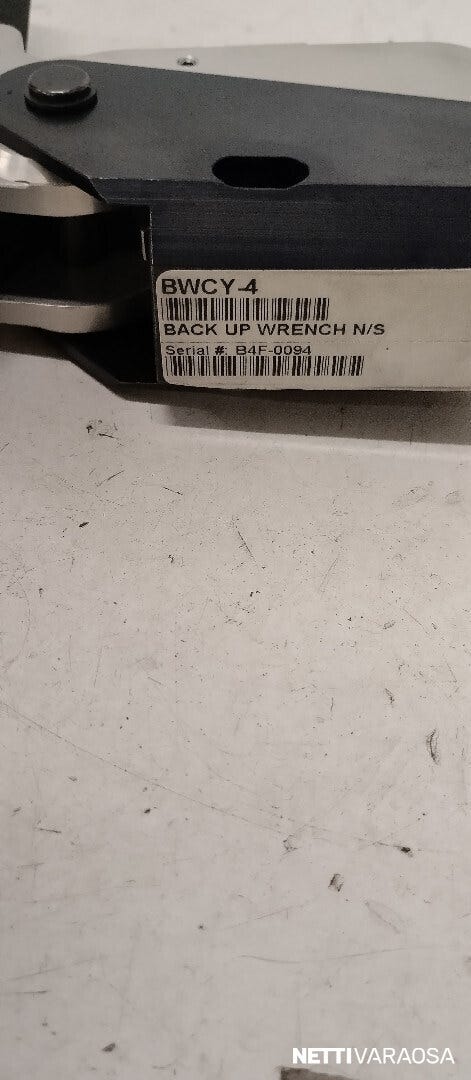 BWCY-4
BACK UP WRENCH N/S
Serial #: B4F-0094
NETTIVARAOSA